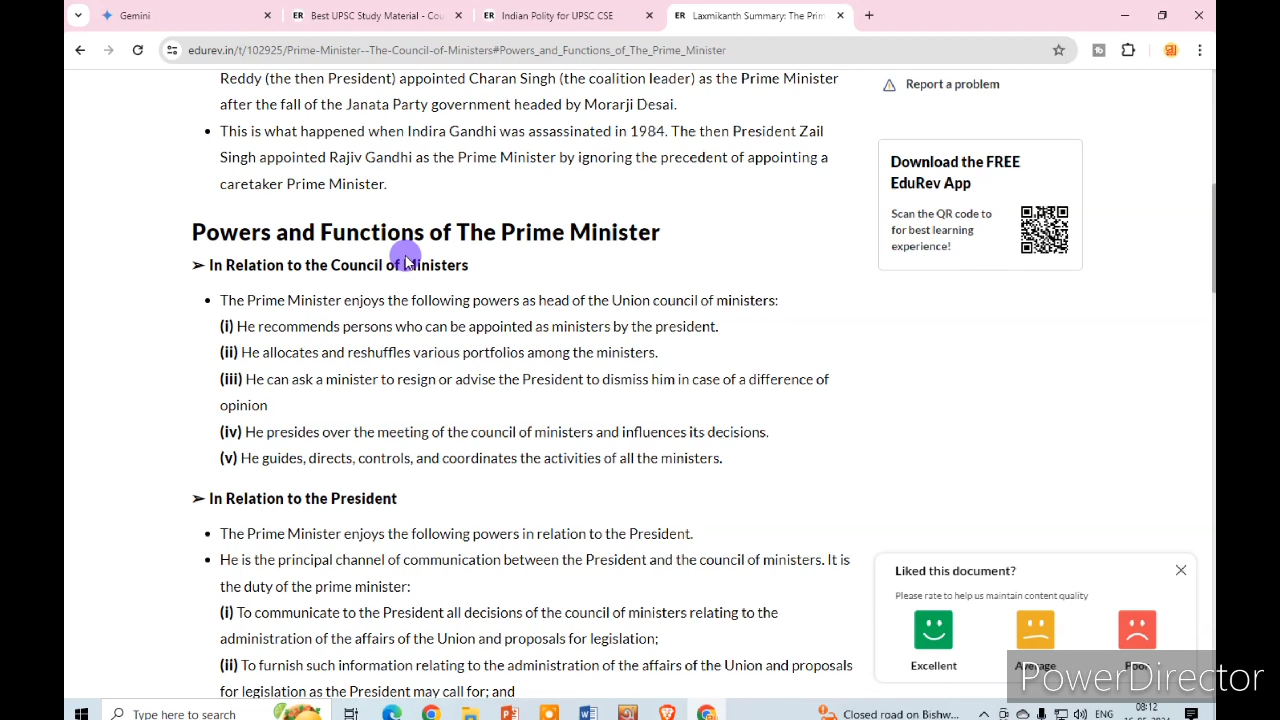 Gemini
ER Best UPSC Study Material - Cou
ER Indian Polity for UPSC CSE
ER Laxmikanth Summary: The Prim
edurev.in/t/102925/Prime-Minister--The-Council-of-Ministers#Powers_and_Functions_of_The_Prime_Minister
Reddy (the then President) appointed Charan Singh (the coalition leader) as the Prime Minister
after the fall of the Janata Party government headed by Morarji Desai.
• This is what happened when Indira Gandhi was assassinated in 1984. The then President Zail
Singh appointed Rajiv Gandhi as the Prime Minister by ignoring the precedent of appointing a
caretaker Prime Minister.
Powers and Functions of The Prime Minister
➢ In Relation to the Council of Ministers
• The Prime Minister enjoys the following powers as head of the Union council of ministers:
(i) He recommends persons who can be appointed as ministers by the president.
(ii) He allocates and reshuffles various portfolios among the ministers.
(iii) He can ask a minister to resign or advise the President to dismiss him in case of a difference of
opinion
(iv) He presides over the meeting of the council of ministers and influences its decisions.
(v) He guides, directs, controls, and coordinates the activities of all the ministers.
➢ In Relation to the President
• The Prime Minister enjoys the following powers in relation to the President.
• He is the principal channel of communication between the President and the council of ministers. It is
the duty of the prime minister:
(i) To communicate to the President all decisions of the council of ministers relating to the
administration of the affairs of the Union and proposals for legislation;
(ii) To furnish such information relating to the administration of the affairs of the Union and proposals
for legislation as the President may call for; and
Report a problem
Download the FREE
EduRev App
Scan the QR code to
for best learning
experience!
Liked this document?
Please rate to help us maintain content quality
Excellent
Average
Poor
PowerDirector
Type here to search
Closed road on Bishw...
ENG
08:12